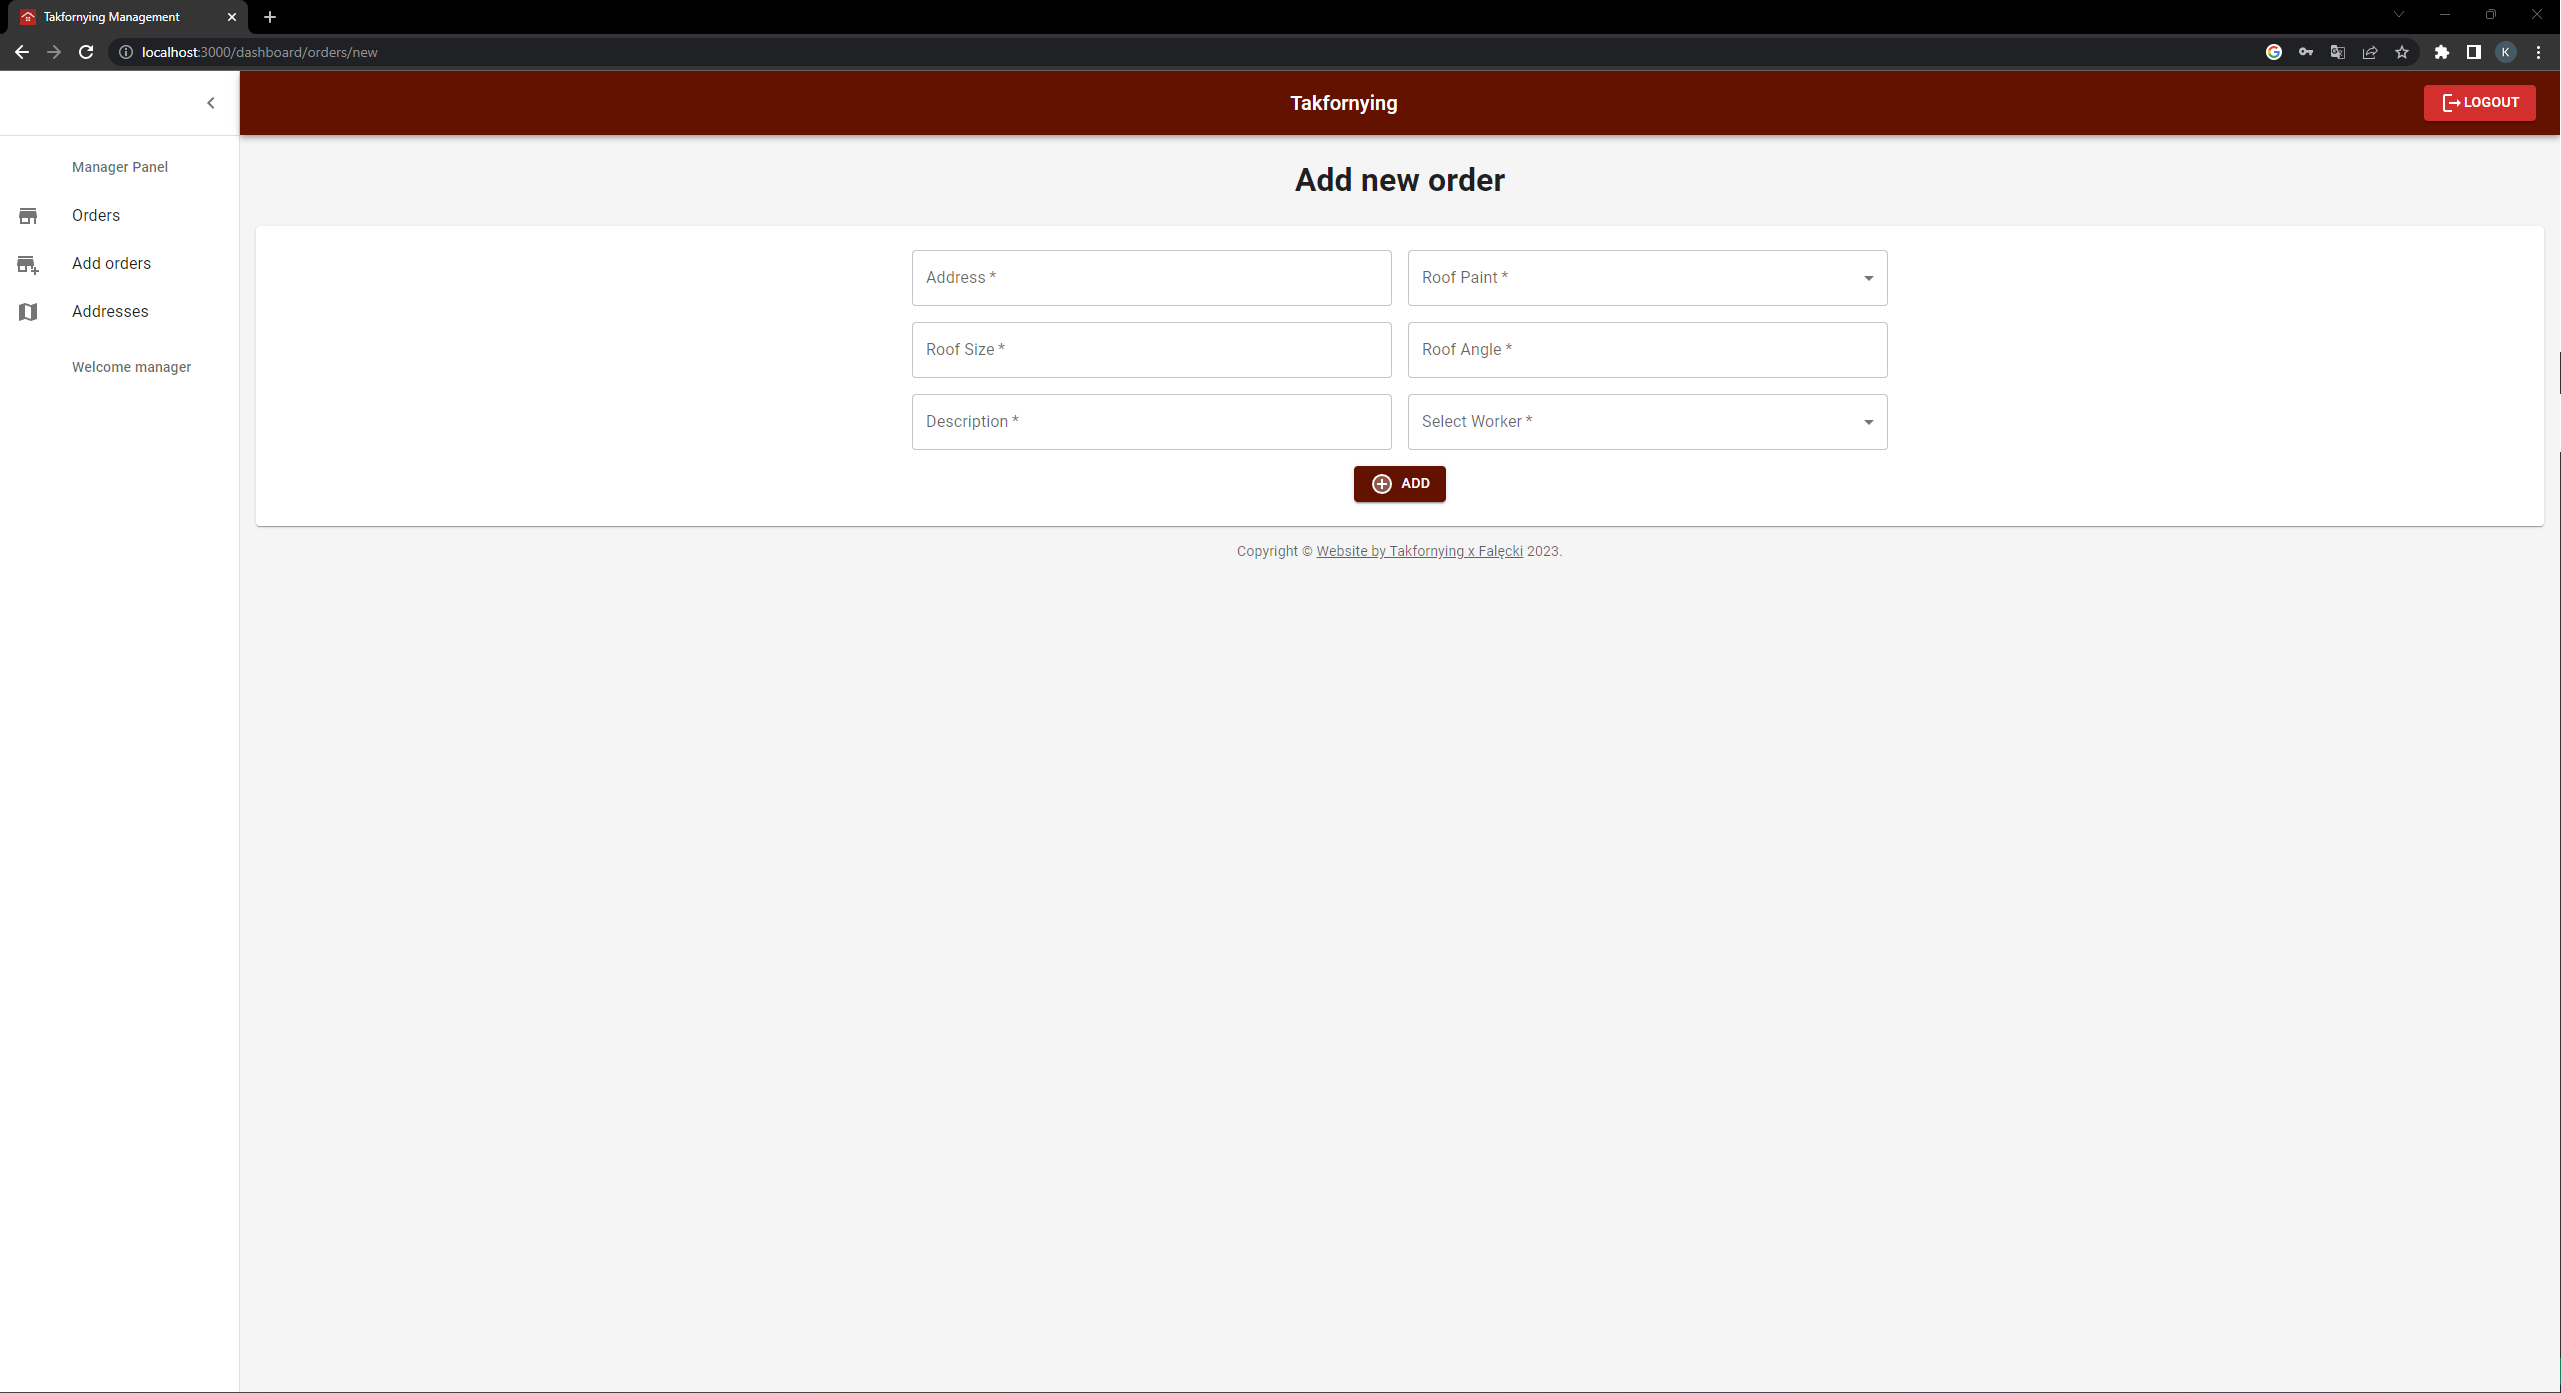 Takfornying Management
localhost:3000/dashboard/orders/new
K
Takfornying
LOGOUT
Manager Panel
Orders
Add orders
Addresses
Welcome manager
Add new order
Address *
Roof Paint *
Roof Size *
Roof Angle *
Description *
Select Worker *
ADD
Copyright © Website by Takfornying x Falęcki 2023.